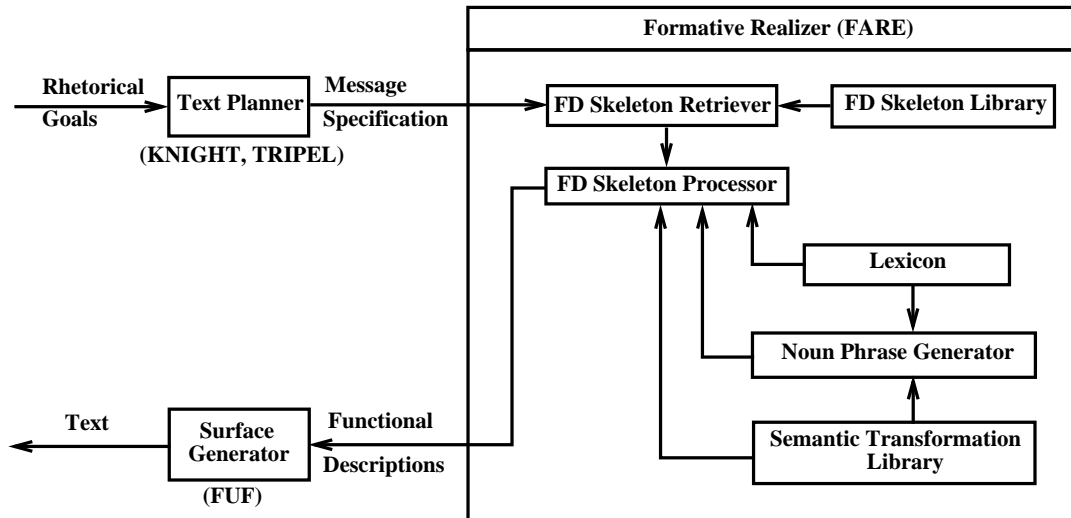 Formative Realizer (FARE)
Rhetorical
Goals
Text Planner
(KNIGHT, TRIPEL)
Message
Specification
FD Skeleton Retriever
FD Skeleton Library
FD Skeleton Processor
Lexicon
Noun Phrase Generator
Semantic Transformation
Library
Functional
Descriptions
Surface
Generator
(FUF)
Text